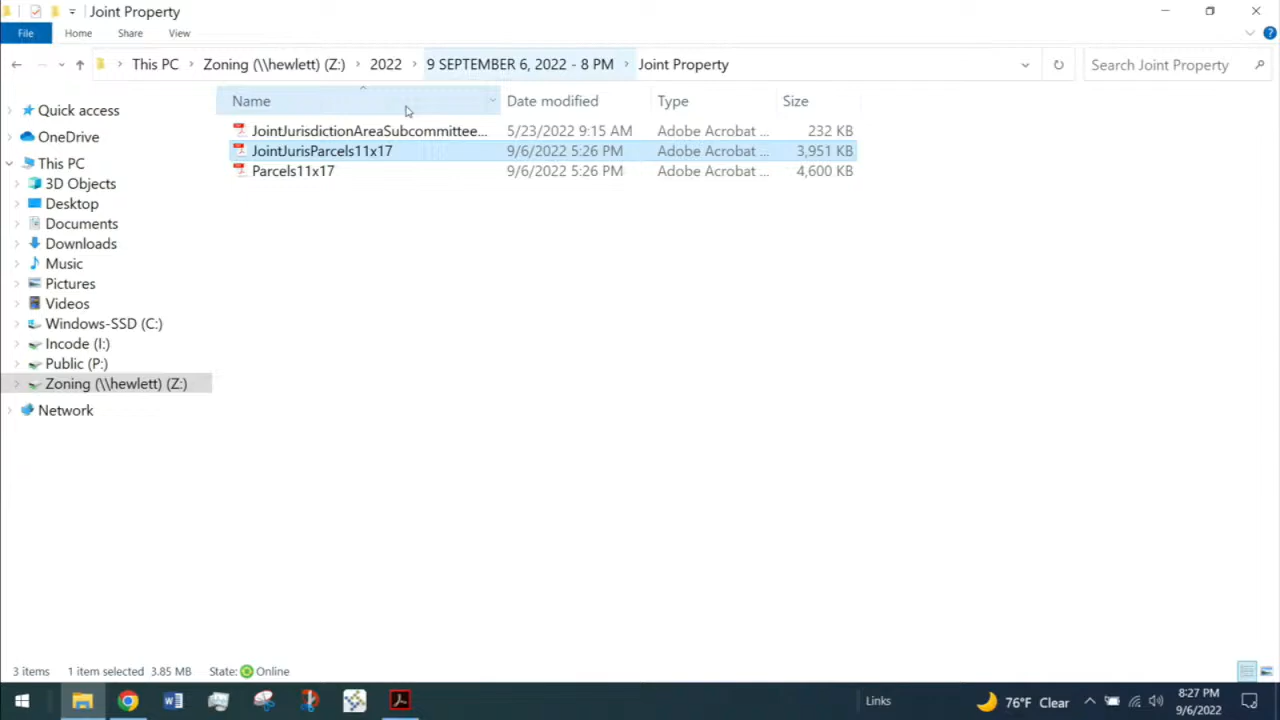 Joint Property
File Home Share View
This PC Zoning (\\hewlett) (Z:) 2022 9 SEPTEMBER 6, 2022 - 8 PM Joint Property Search Joint Property
Name Date modified Type Size
JointJurisdictionAreaSubcommittee... 5/23/2022 9:15 AM Adobe Acrobat ... 232 KB
JointJurisParcels11x17 9/6/2022 5:26 PM Adobe Acrobat ... 3,951 KB
Parcels11x17 9/6/2022 5:26 PM Adobe Acrobat ... 4,600 KB
Quick access
OneDrive
This PC
3D Objects
Desktop
Documents
Downloads
Music
Pictures
Videos
Windows-SSD (C:)
Incode (I:)
Public (P:)
Zoning (\\hewlett) (Z:)
Network
3 items 1 item selected 3.85 MB State: Online
Links 76°F Clear 8:27 PM
9/6/2022